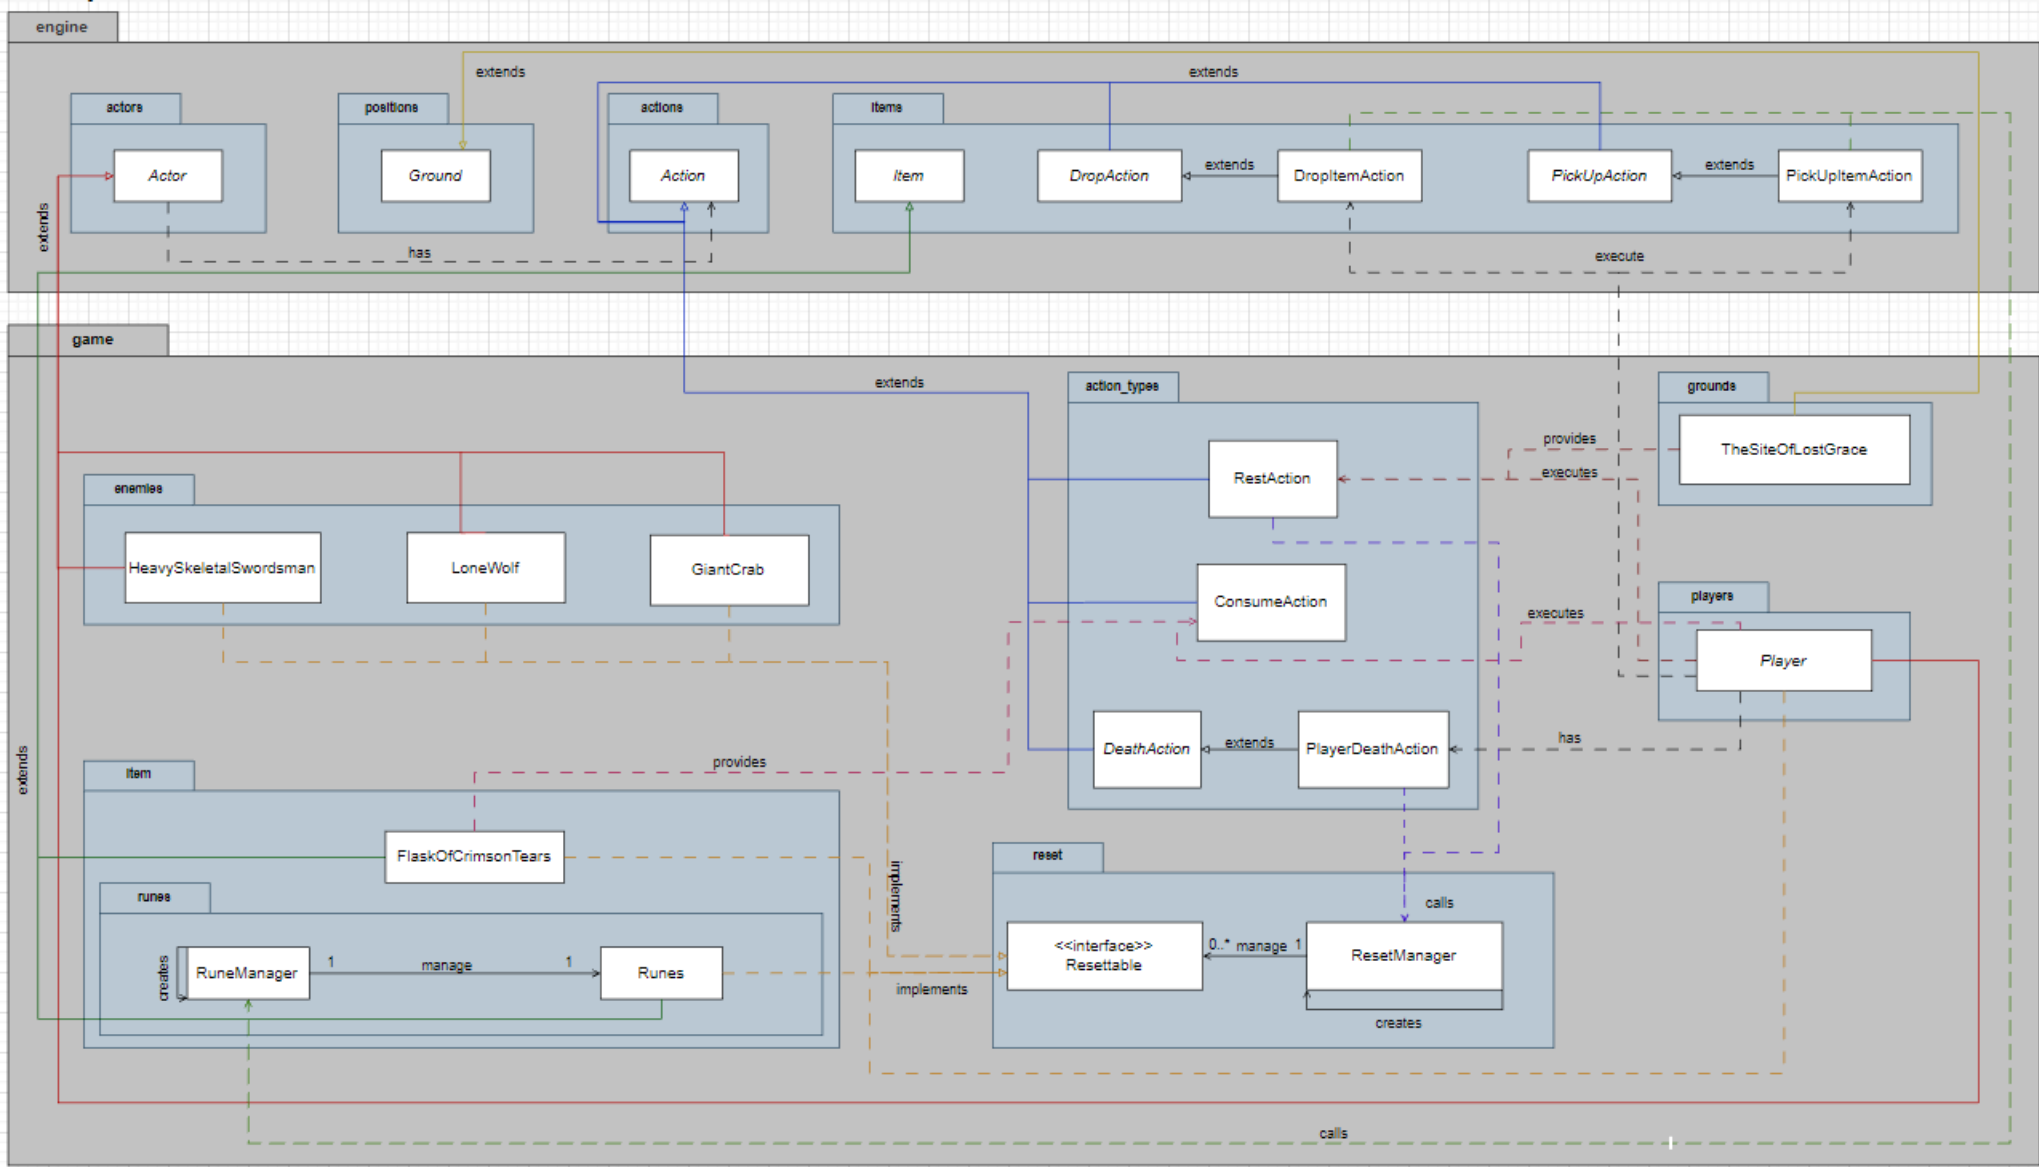 engine
extends
extends
actors
positions
actions
items
Actor
Ground
Action
Item
DropAction
extends
DropItemAction
PickUpAction
extends
PickUpItemAction
extends
has
execute
game
extends
action_types
grounds
provides
TheSiteOfLostGrace
executes
RestAction
enemies
HeavySkeletalSwordsman
LoneWolf
GiantCrab
ConsumeAction
executes
players
Player
has
DeathAction
extends
PlayerDeathAction
extends
provides
item
FlaskOfCrimsonTears
implements
reset
runes
calls
creates
RuneManager
1
manage
1
Runes
implements
<<interface>>
Resettable
0..*
manage
1
ResetManager
creates
calls